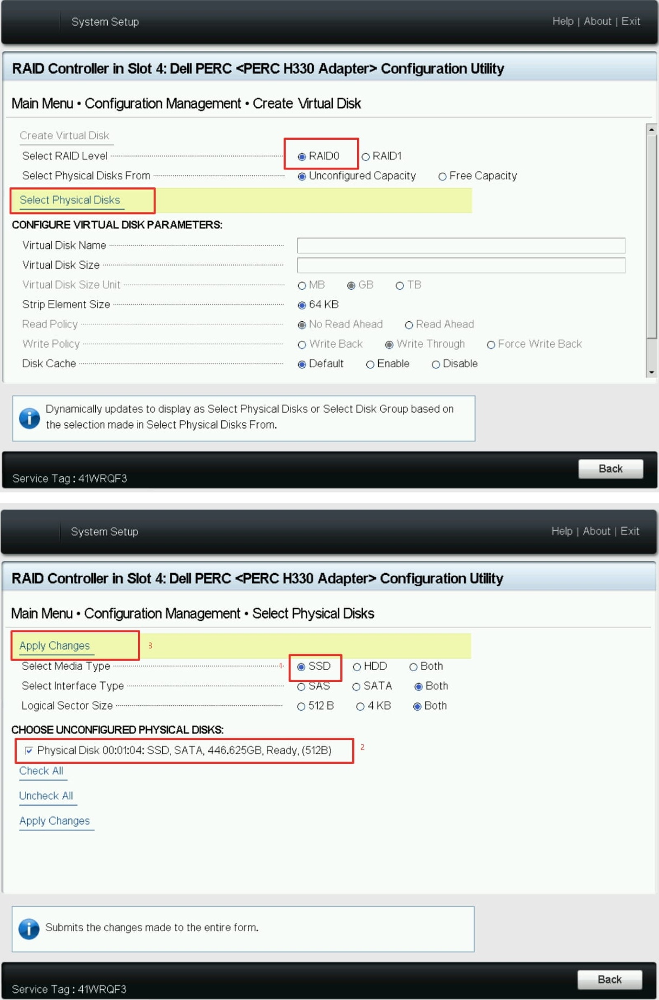 System Setup
Help | About | Exit
RAID Controller in Slot 4: Dell PERC <PERC H330 Adapter> Configuration Utility
Main Menu • Configuration Management • Create Virtual Disk
Create Virtual Disk
Select RAID Level RAID0 RAID1
Select Physical Disks From Unconfigured Capacity Free Capacity
Select Physical Disks
CONFIGURE VIRTUAL DISK PARAMETERS:
Virtual Disk Name
Virtual Disk Size
Virtual Disk Size Unit MB GB TB
Strip Element Size 64 KB
Read Policy No Read Ahead Read Ahead
Write Policy Write Back Write Through Force Write Back
Disk Cache Default Enable Disable
Dynamically updates to display as Select Physical Disks or Select Disk Group based on
the selection made in Select Physical Disks From.
Back
Service Tag : 41WRQF3
System Setup
Help | About | Exit
RAID Controller in Slot 4: Dell PERC <PERC H330 Adapter> Configuration Utility
Main Menu • Configuration Management • Select Physical Disks
Apply Changes 3
Select Media Type 1 SSD HDD Both
Select Interface Type SAS SATA Both
Logical Sector Size 512 B 4 KB Both
CHOOSE UNCONFIGURED PHYSICAL DISKS:
Physical Disk 00:01:04: SSD, SATA, 446.625GB, Ready, (512B) 2
Check All
Uncheck All
Apply Changes
Submits the changes made to the entire form.
Back
Service Tag : 41WRQF3